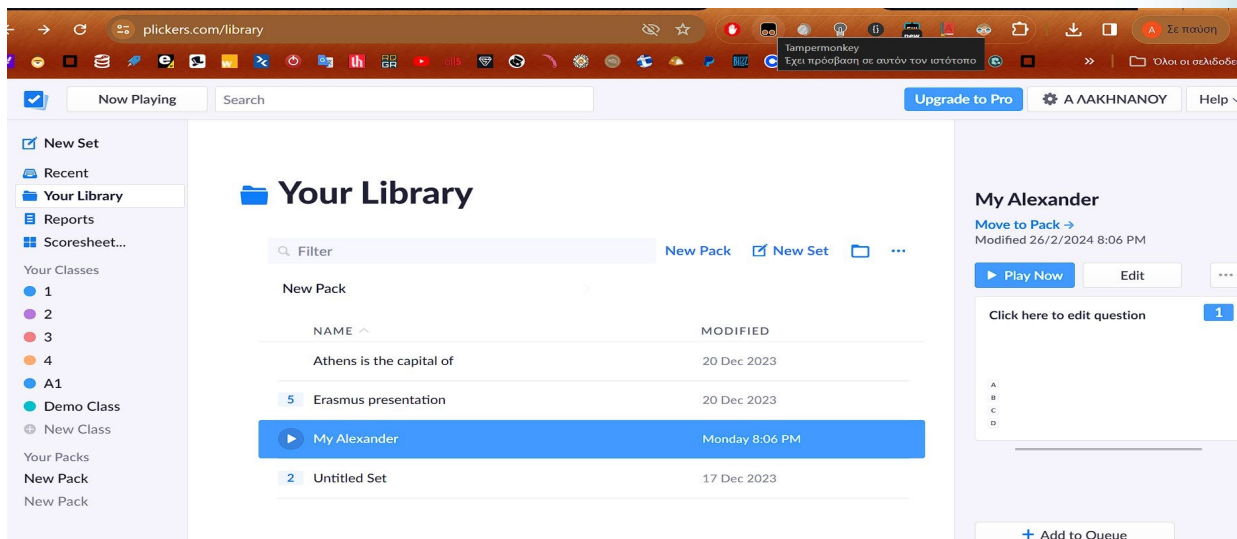 plickers.com/library
Σε παύση
Tampermonkey
Έχει πρόσβαση σε αυτόν τον ιστότοπο
» Όλοι οι σελιδοδε
Now Playing
Search
Upgrade to Pro
Α ΛΑΚΗΝΑΝΟΥ
Help
New Set
Recent
Your Library
Reports
Scoresheet...
Your Classes
1
2
3
4
A1
Demo Class
New Class
Your Packs
New Pack
New Pack
Your Library
Filter
New Pack
New Set
...
New Pack
NAME
MODIFIED
Athens is the capital of
20 Dec 2023
5 Erasmus presentation
20 Dec 2023
My Alexander
Monday 8:06 PM
2 Untitled Set
17 Dec 2023
My Alexander
Move to Pack →
Modified 26/2/2024 8:06 PM
Play Now
Edit
...
Click here to edit question
1
A
B
C
D
+ Add to Queue